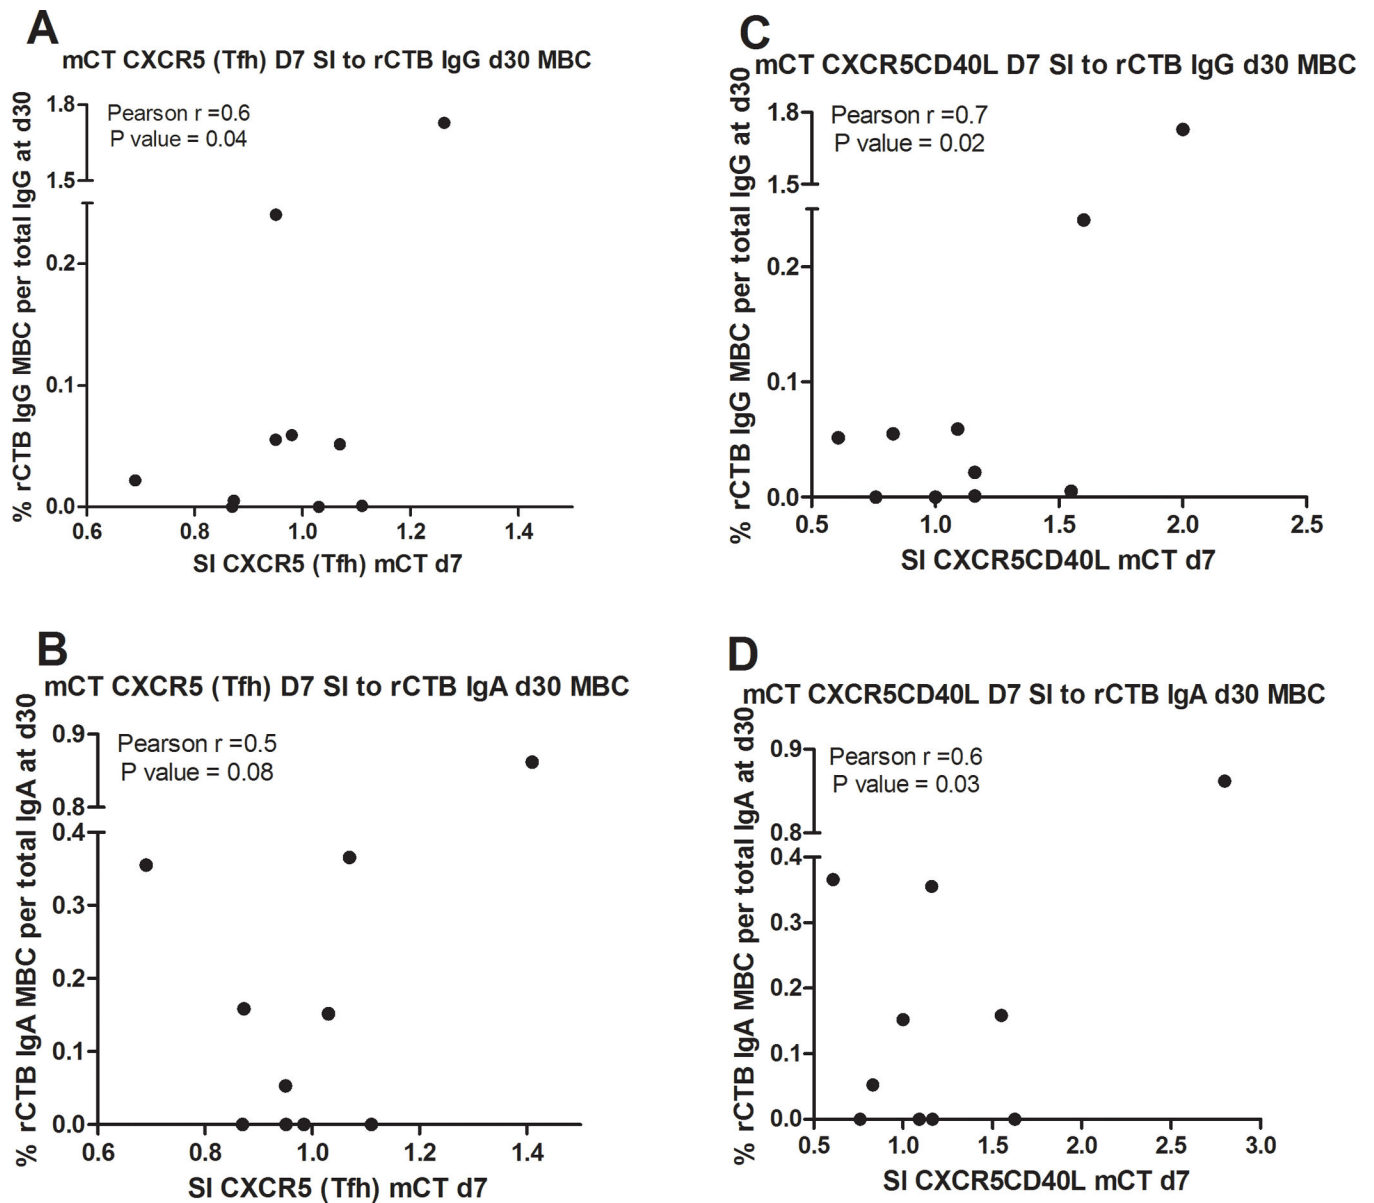 A
mCT CXCR5 (Tfh) D7 SI to rCTB IgG d30 MBC
Pearson r =0.6
P value = 0.04
% rCTB IgG MBC per total IgG at d30
1.8
1.5
0.2
0.1
0.0
0.6 0.8 1.0 1.2 1.4
SI CXCR5 (Tfh) mCT d7
C
mCT CXCR5CD40L D7 SI to rCTB IgG d30 MBC
Pearson r =0.7
P value = 0.02
% rCTB IgG MBC per total IgG at d30
1.8
1.5
0.2
0.1
0.0
0.5 1.0 1.5 2.0 2.5
SI CXCR5CD40L mCT d7
B
mCT CXCR5 (Tfh) D7 SI to rCTB IgA d30 MBC
Pearson r =0.5
P value = 0.08
% rCTB IgA MBC per total IgA at d30
0.9
0.8
0.4
0.3
0.2
0.1
0.0
0.6 0.8 1.0 1.2 1.4
SI CXCR5 (Tfh) mCT d7
D
mCT CXCR5CD40L D7 SI to rCTB IgA d30 MBC
Pearson r =0.6
P value = 0.03
% rCTB IgA MBC per total IgA at d30
0.9
0.8
0.4
0.3
0.2
0.1
0.0
0.5 1.0 1.5 2.0 2.5 3.0
SI CXCR5CD40L mCT d7